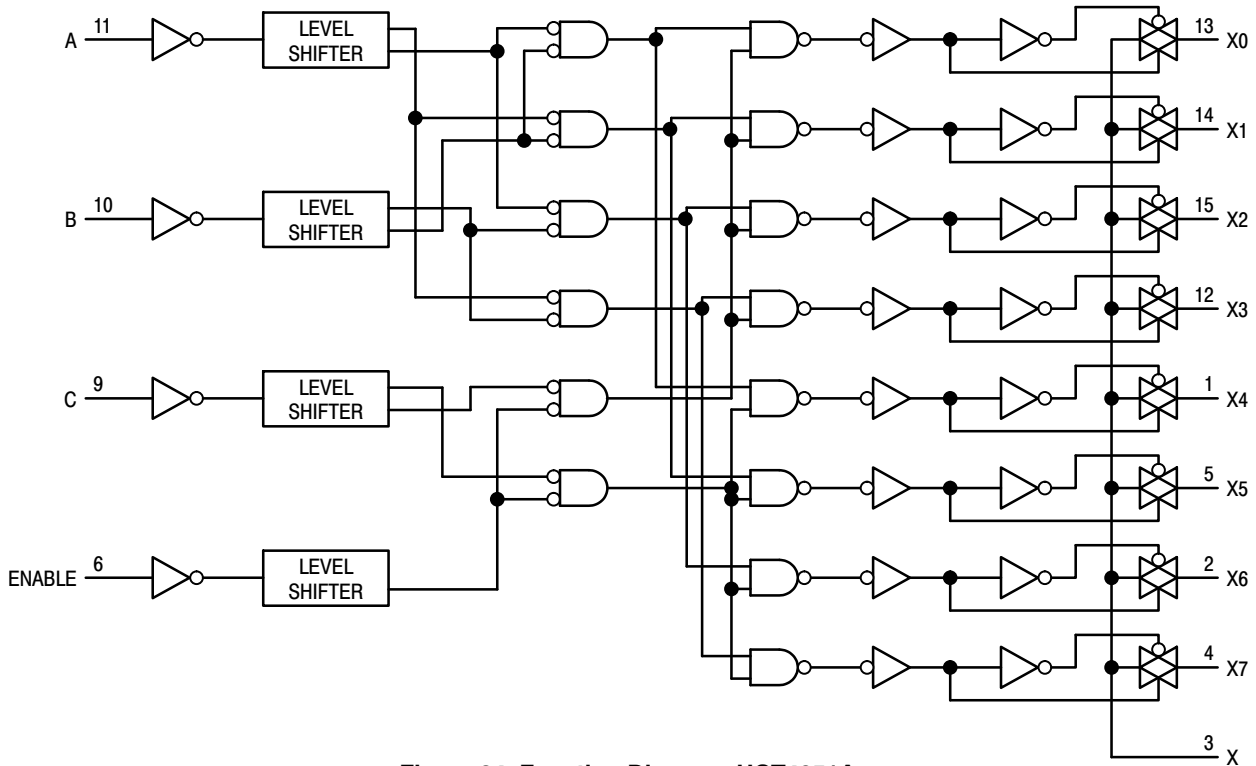 A 11 LEVEL SHIFTER 13 X0
14 X1
B 10 LEVEL SHIFTER 15 X2
12 X3
C 9 LEVEL SHIFTER 1 X4
5 X5
ENABLE 6 LEVEL SHIFTER 2 X6
4 X7
3 X